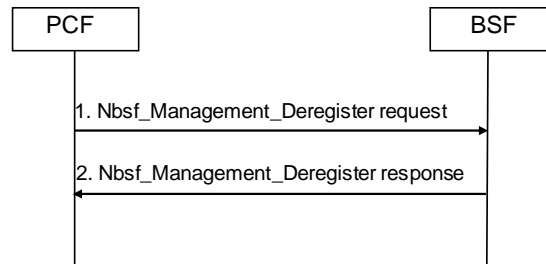 PCF
BSF
1. Nbsf_Management_Deregister request
2. Nbsf_Management_Deregister response